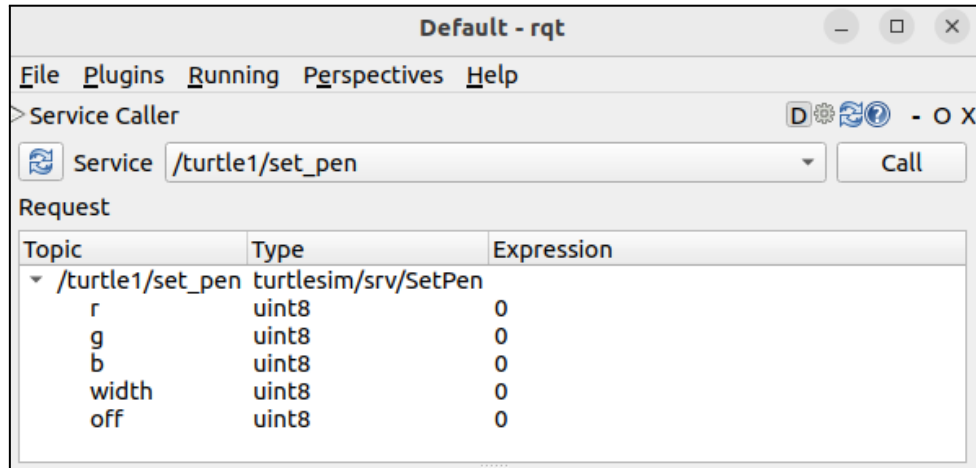 Default - rqt
File Plugins Running Perspectives Help
Service Caller D - O X
Service /turtle1/set_pen Call
Request
Topic Type Expression
/turtle1/set_pen turtlesim/srv/SetPen
r uint8 0
g uint8 0
b uint8 0
width uint8 0
off uint8 0